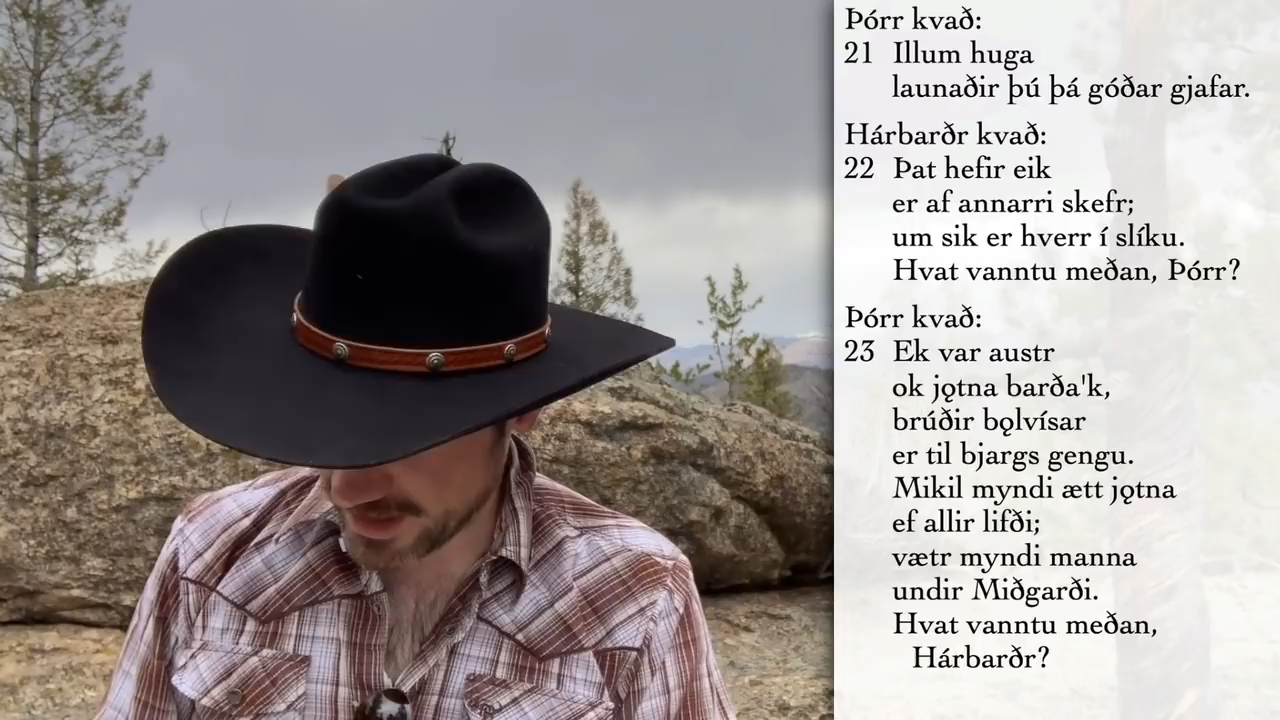 Þórr kvað:
21 Illum huga
launaðir þú þá góðar gjafar.
Hárbarðr kvað:
22 Þat hefir eik
er af annarri skefr;
um sik er hverr í slíku.
Hvat vanntu meðan, Þórr?
Þórr kvað:
23 Ek var austr
ok jǫtna barða'k,
brúðir bǫlvísar
er til bjargs gengu.
Mikil myndi ætt jǫtna
ef allir lifði;
vætr myndi manna
undir Miðgarði.
Hvat vanntu meðan,
Hárbarðr?